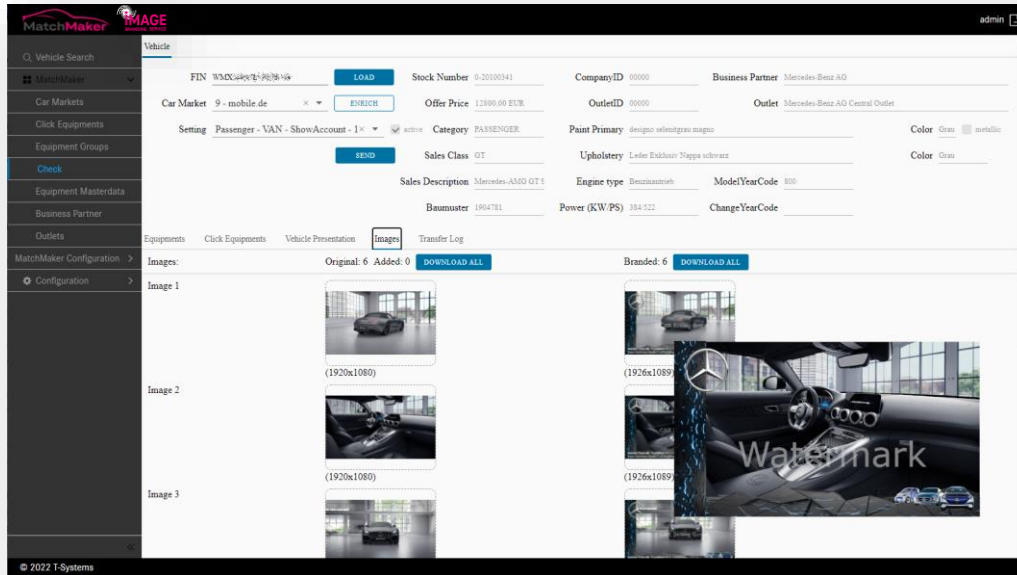 MatchMaker IMAGE
admin
Vehicle Search
MatchMaker
Car Markets
Click Equipments
Equipment Groups
Check
Equipment Masterdata
Business Partner
Outlets
MatchMaker Configuration
Configuration
Vehicle
FIN LOAD Stock Number 0-20100341 CompanyID 00000 Business Partner Mercedes-Benz AG
Car Market 9 - mobile.de ENRICH Offer Price 12800.00 EUR OutletID 00000 Outlet Mercedes-Benz AG Central Outlet
Setting Passenger - VAN - ShowAccount - 1 active Category PASSENGER Paint Primary designo selenitgrau magno Color Grau metallic
SEND Sales Class GT Upholstery Leder Exklusiv Nappa schwarz Color Grau
Sales Description Mercedes-AMG GT S Engine type Benzinantrieb ModelYearCode 800
Baumuster 1904781 Power (KW/PS) 384/522 ChangeYearCode
Equipments Click Equipments Vehicle Presentation Images Transfer Log
Images: Original: 6 Added: 0 DOWNLOAD ALL Branded: 6 DOWNLOAD ALL
Image 1
(1920x1080) (1926x1089)
Image 2
(1920x1080) (1926x1089)
Watermark
Image 3
© 2022 T-Systems